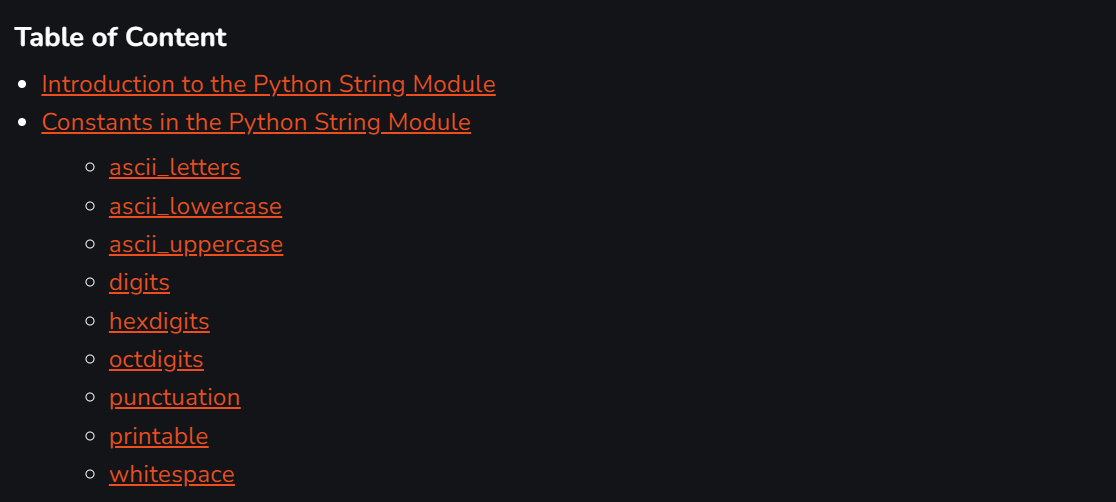 Table of Content
Introduction to the Python String Module
Constants in the Python String Module
ascii_letters
ascii_lowercase
ascii_uppercase
digits
hexdigits
octdigits
punctuation
printable
whitespace